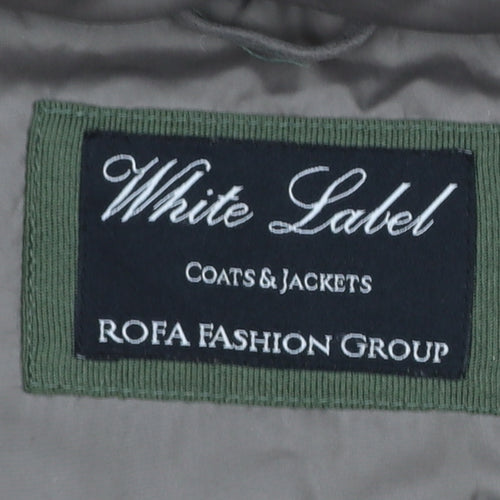 White Label
COATS & JACKETS
ROFA FASHION GROUP